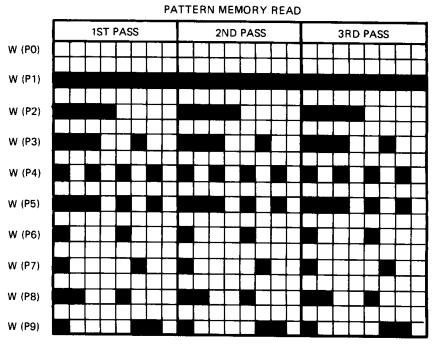 PATTERN MEMORY READ
1ST PASS 2ND PASS 3RD PASS
W (P0)
W (P1)
W (P2)
W (P3)
W (P4)
W (P5)
W (P6)
W (P7)
W (P8)
W (P9)